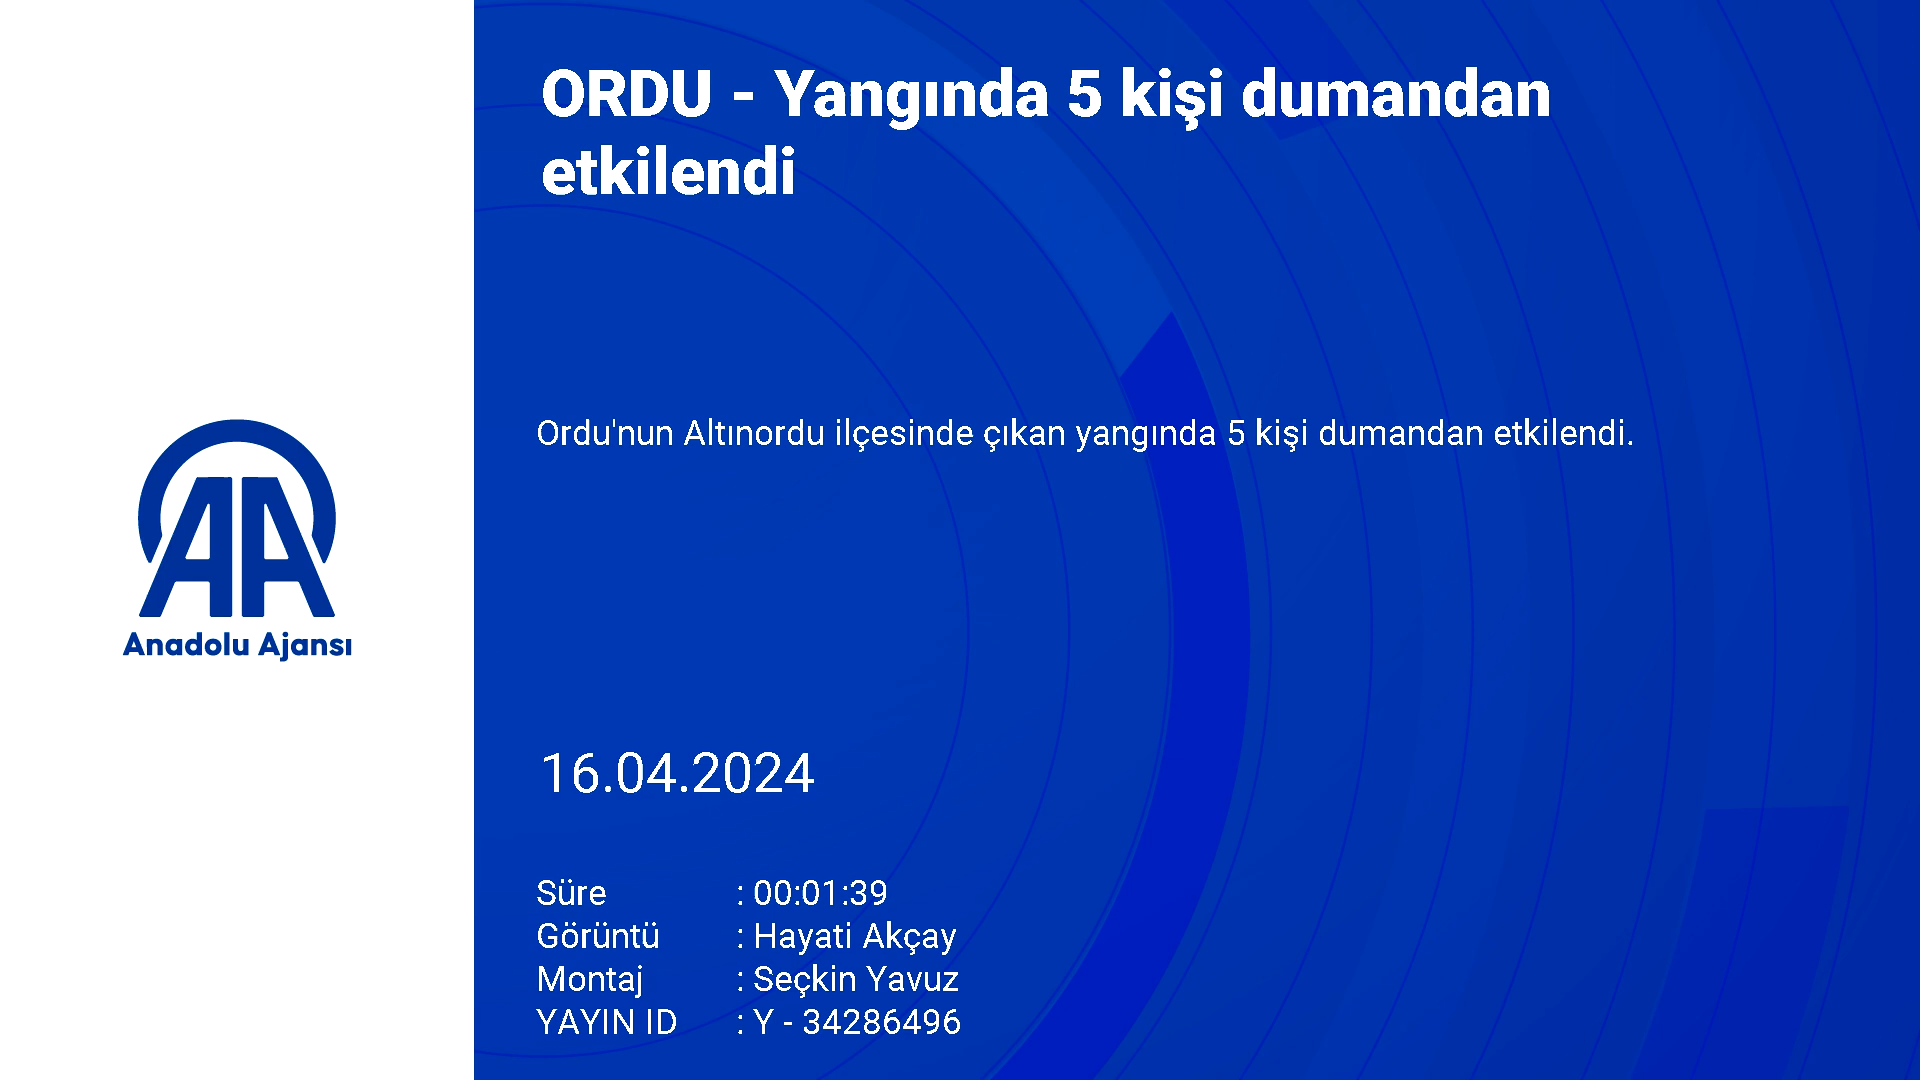 ORDU - Yangında 5 kişi dumandan
etkilendi
Ordu'nun Altınordu ilçesinde çıkan yangında 5 kişi dumandan etkilendi.
AA
Anadolu Ajansı
16.04.2024
Süre : 00:01:39
Görüntü : Hayati Akçay
Montaj : Seçkin Yavuz
YAYIN ID : Y - 34286496